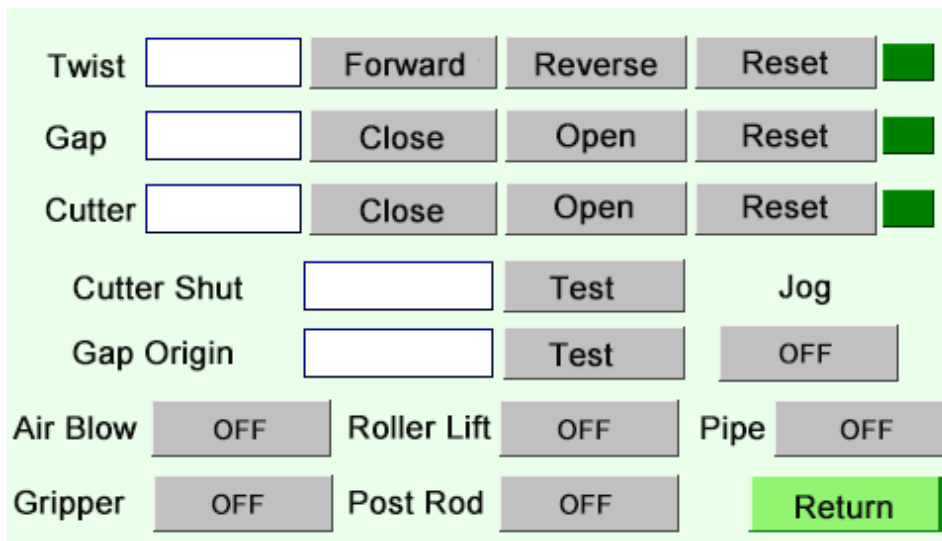 Twist Forward Reverse Reset
Gap Close Open Reset
Cutter Close Open Reset
Cutter Shut Test Jog
Gap Origin Test OFF
Air Blow OFF Roller Lift OFF Pipe OFF
Gripper OFF Post Rod OFF Return